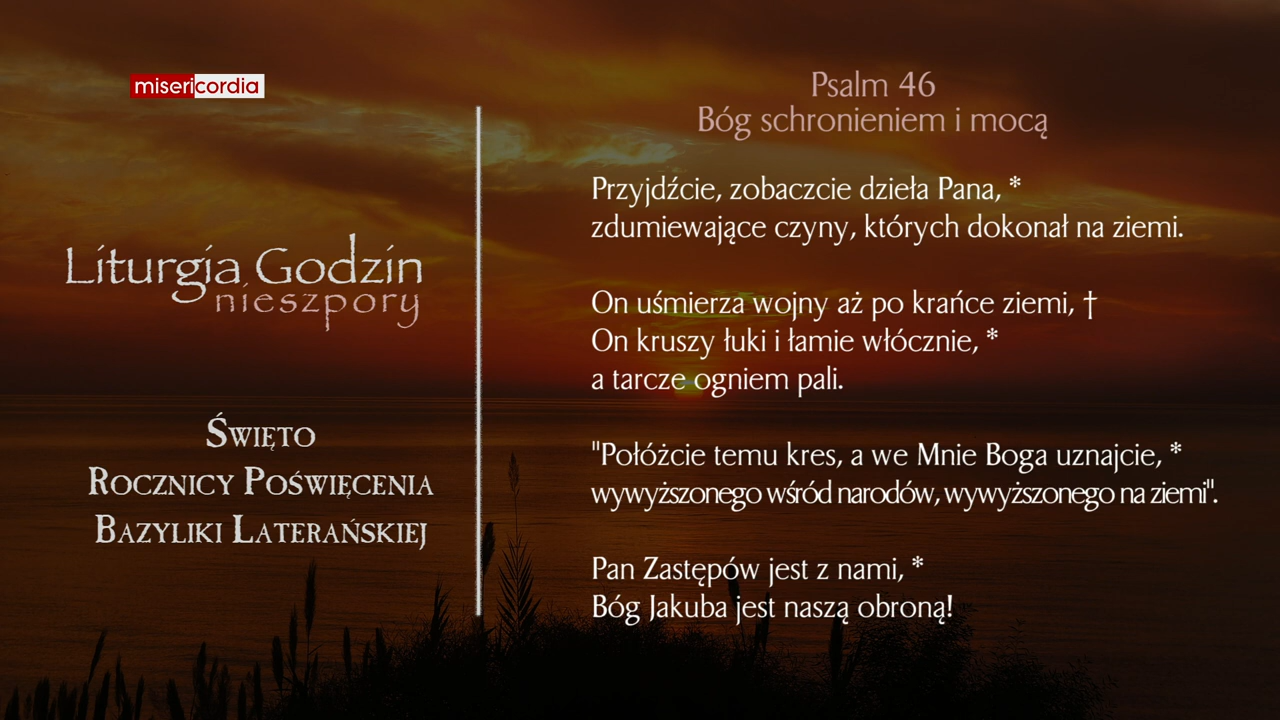 misericordia
Liturgia Godzin
nieszpory
Święto
Rocznicy Poświęcenia
Bazyliki Laterańskiej
Psalm 46
Bóg schronieniem i mocą
Przyjdźcie, zobaczcie dzieła Pana, *
zdumiewające czyny, których dokonał na ziemi.
On uśmierza wojny aż po krańce ziemi, †
On kruszy łuki i łamie włócznie, *
a tarcze ogniem pali.
"Połóżcie temu kres, a we Mnie Boga uznajcie, *
wywyższonego wśród narodów, wywyższonego na ziemi".
Pan Zastępów jest z nami, *
Bóg Jakuba jest naszą obroną!